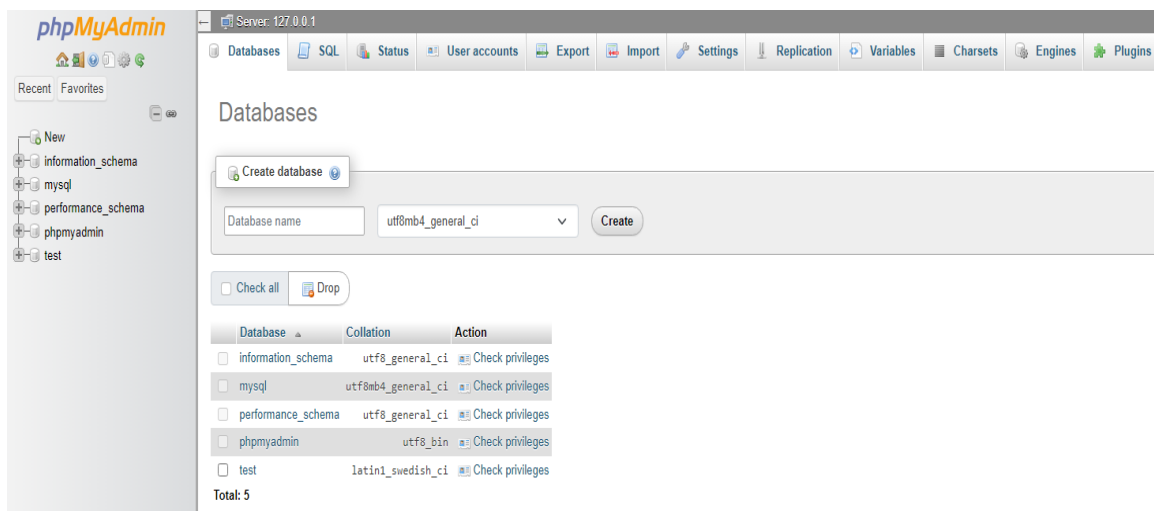 phpMyAdmin
Recent Favorites
New
information_schema
mysql
performance_schema
phpmyadmin
test
Server: 127.0.0.1
Databases SQL Status User accounts Export Import Settings Replication Variables Charsets Engines Plugins
Databases
Create database
Database name utf8mb4_general_ci Create
Check all Drop
Database Collation Action
information_schema utf8_general_ci Check privileges
mysql utf8mb4_general_ci Check privileges
performance_schema utf8_general_ci Check privileges
phpmyadmin utf8_bin Check privileges
test latin1_swedish_ci Check privileges
Total: 5